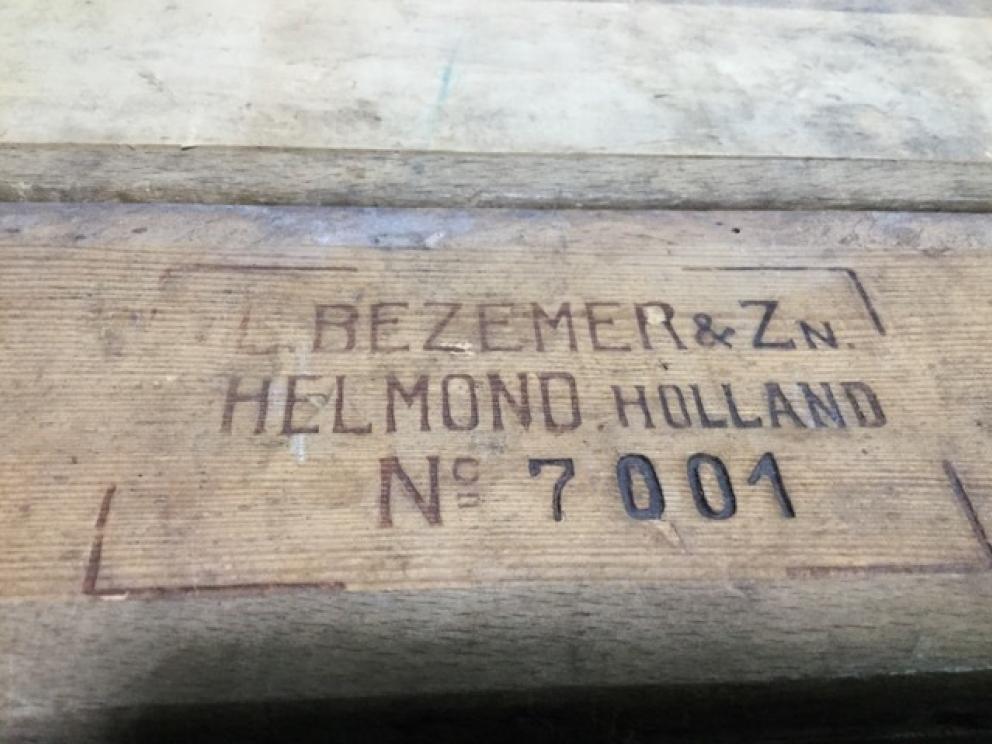 L. BEZEMER & ZN.
HELMOND. HOLLAND
No 7001